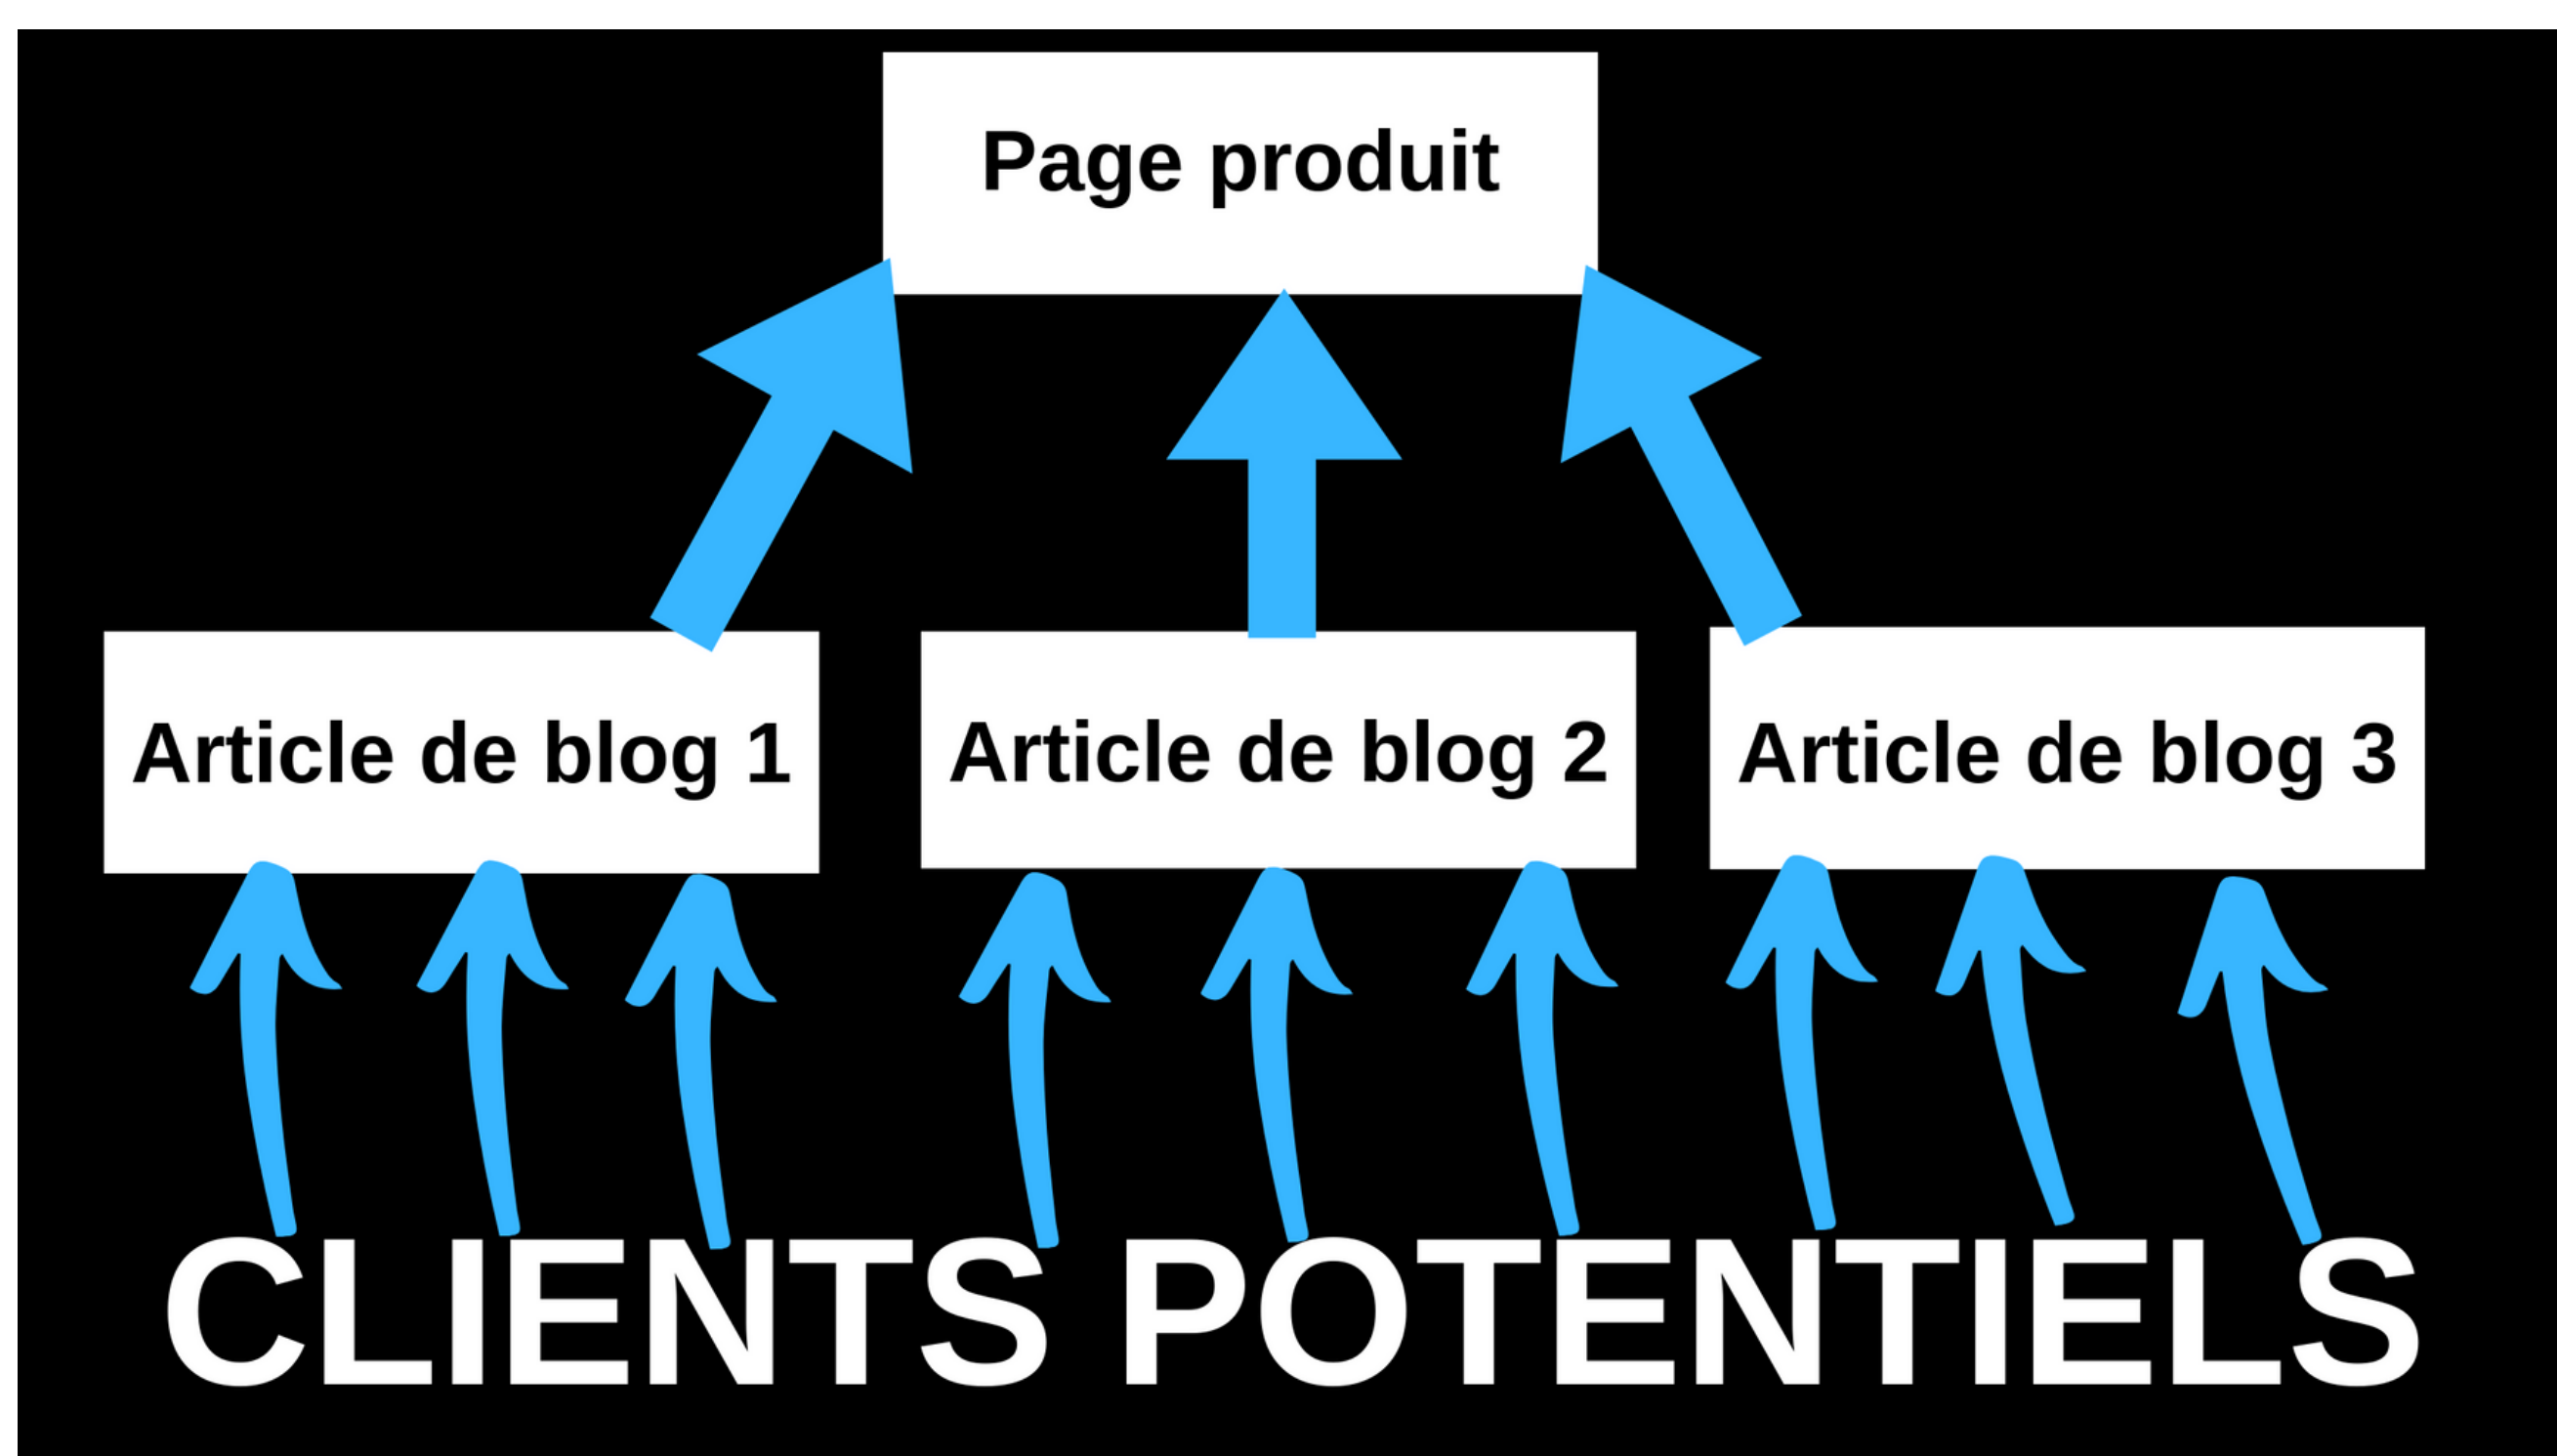 Page produit
Article de blog 1
Article de blog 2
Article de blog 3
CLIENTS POTENTIELS